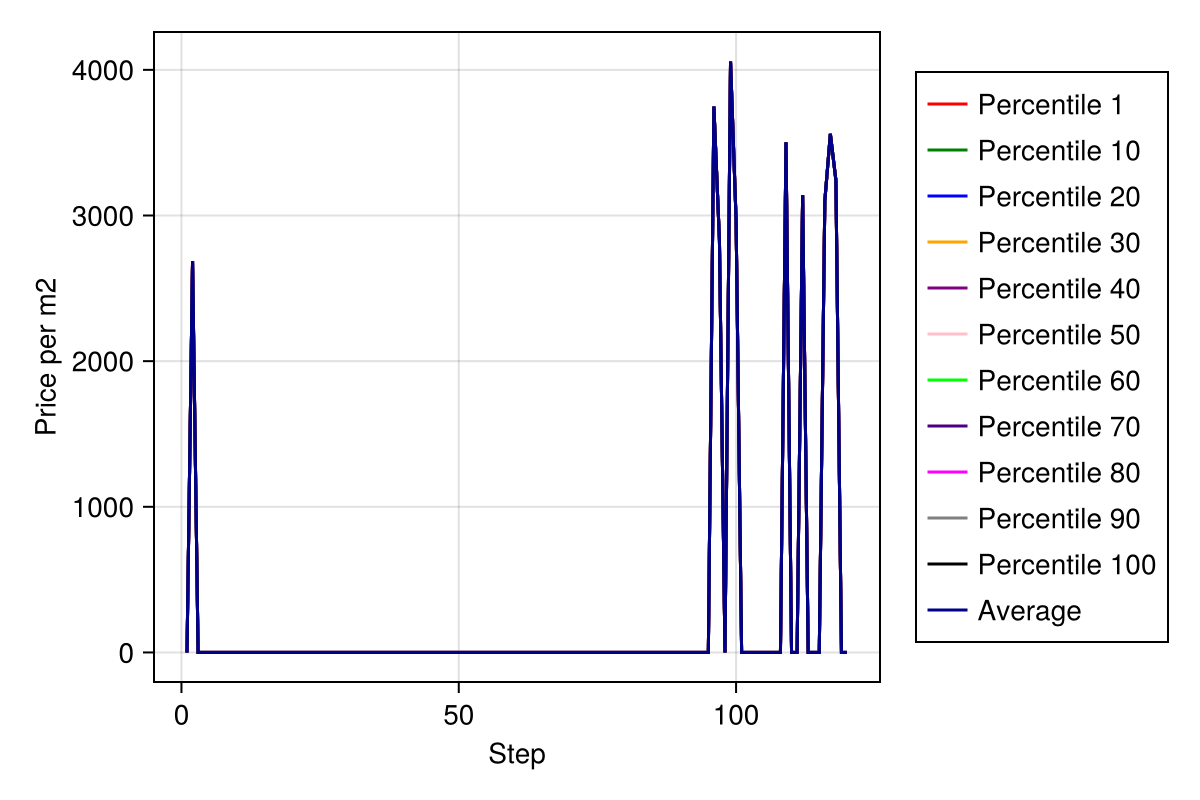 4000
3000
2000
1000
0
Price per m2
0
50
100
Step
Percentile 1
Percentile 10
Percentile 20
Percentile 30
Percentile 40
Percentile 50
Percentile 60
Percentile 70
Percentile 80
Percentile 90
Percentile 100
Average